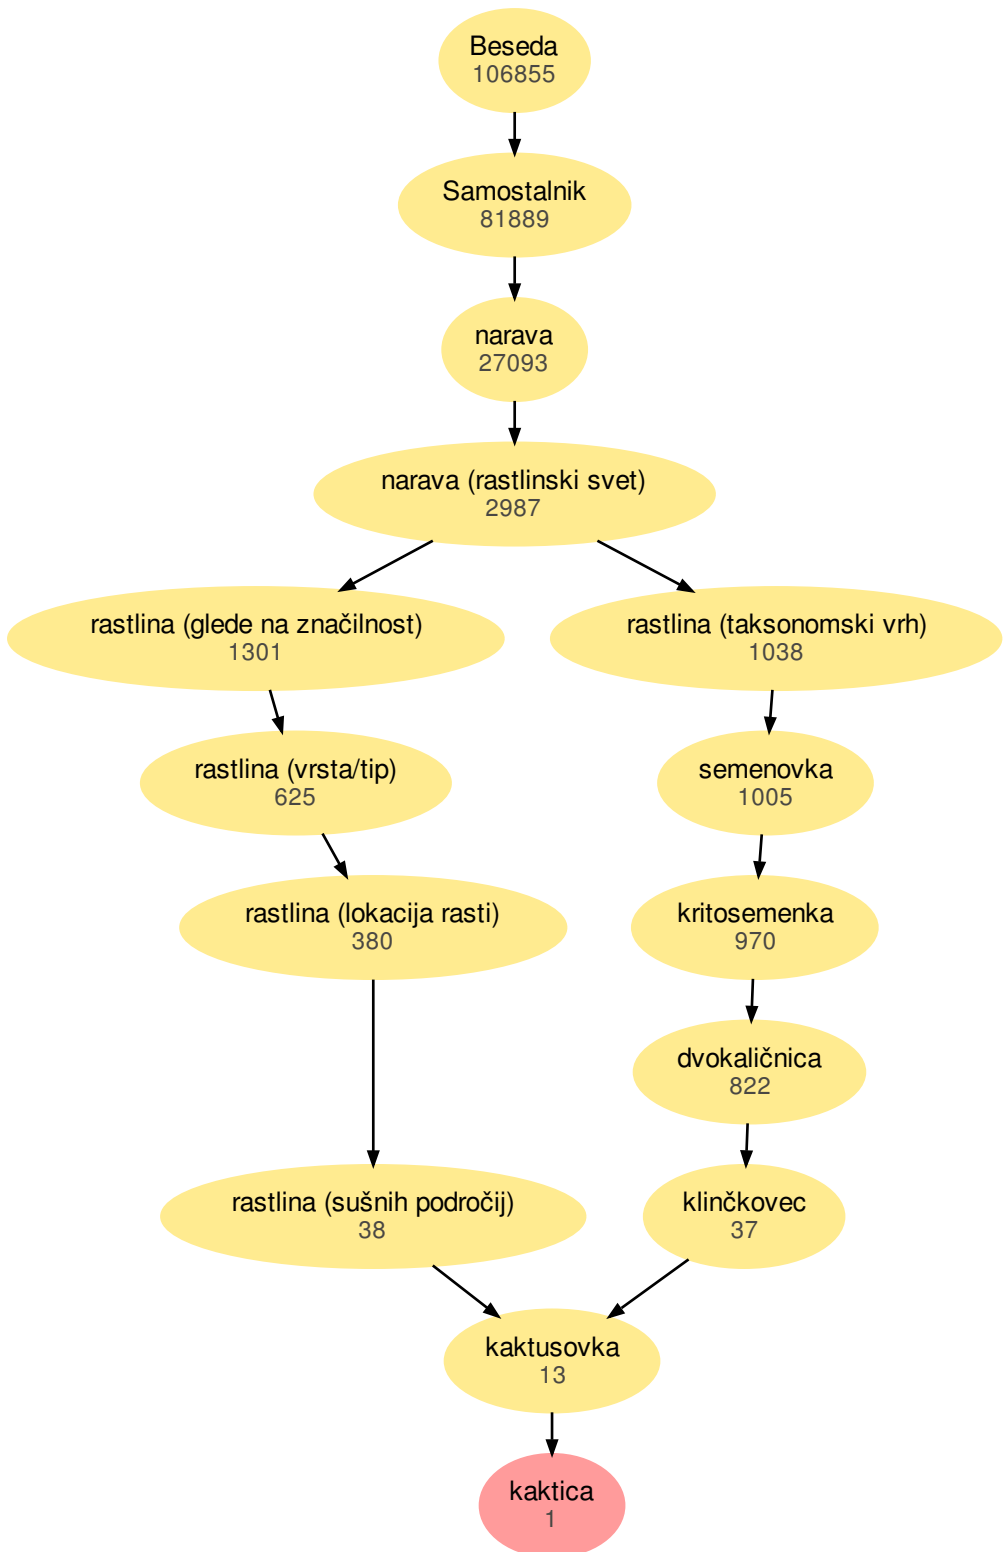 Beseda
106855
Samostalnik
81889
narava
27093
narava (rastlinski svet)
2987
rastlina (glede na značilnost)
1301
rastlina (taksonomski vrh)
1038
rastlina (vrsta/tip)
625
semenovka
1005
rastlina (lokacija rasti)
380
kritosemenka
970
dvokaličnica
822
rastlina (sušnih področij)
38
klinčkovec
37
kaktusovka
13
kaktica
1